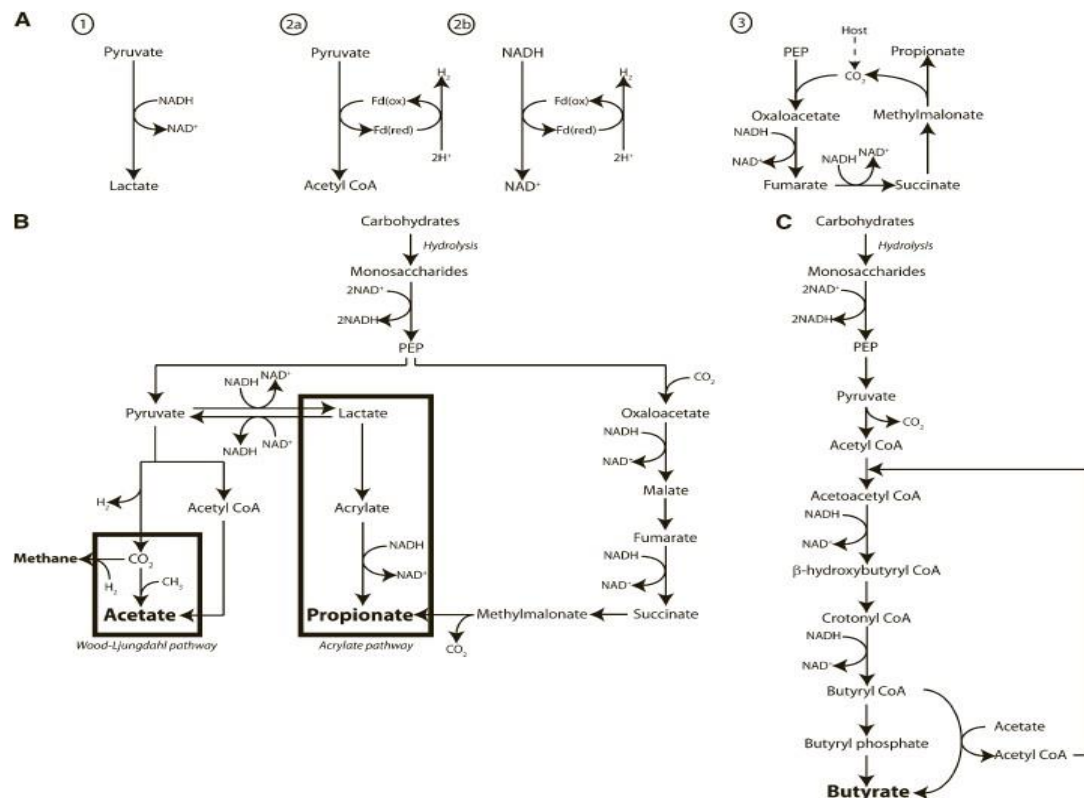 A
1
Pyruvate
NADH
NAD⁺
Lactate
2a
Pyruvate
H₂
Fd(ox)
Fd(red)
2H⁺
Acetyl CoA
2b
NADH
H₂
Fd(ox)
Fd(red)
2H⁺
NAD⁺
3
Host
PEP
Propionate
CO₂
Oxaloacetate
Methylmalonate
NADH
NAD⁺
NADH
NAD⁺
Fumarate
Succinate
B
Carbohydrates
Hydrolysis
Monosaccharides
2NAD⁺
2NADH
PEP
NADH
NAD⁺
CO₂
Pyruvate
Lactate
Oxaloacetate
NADH
NAD⁺
NADH
NAD⁺
Malate
H₂
Acetyl CoA
Acrylate
Fumarate
NADH
NAD⁺
NADH
NAD⁺
Methane
CO₂
H₂
CH₃
Acetate
Propionate
Methylmalonate
Succinate
CO₂
Wood-Ljungdahl pathway
Acrylate pathway
C
Carbohydrates
Hydrolysis
Monosaccharides
2NAD⁺
2NADH
PEP
Pyruvate
CO₂
Acetyl CoA
Acetoacetyl CoA
NADH
NAD⁺
β-hydroxybutyryl CoA
Crotonyl CoA
NADH
NAD⁺
Butyryl CoA
Acetate
Butyryl phosphate
Acetyl CoA
Butyrate